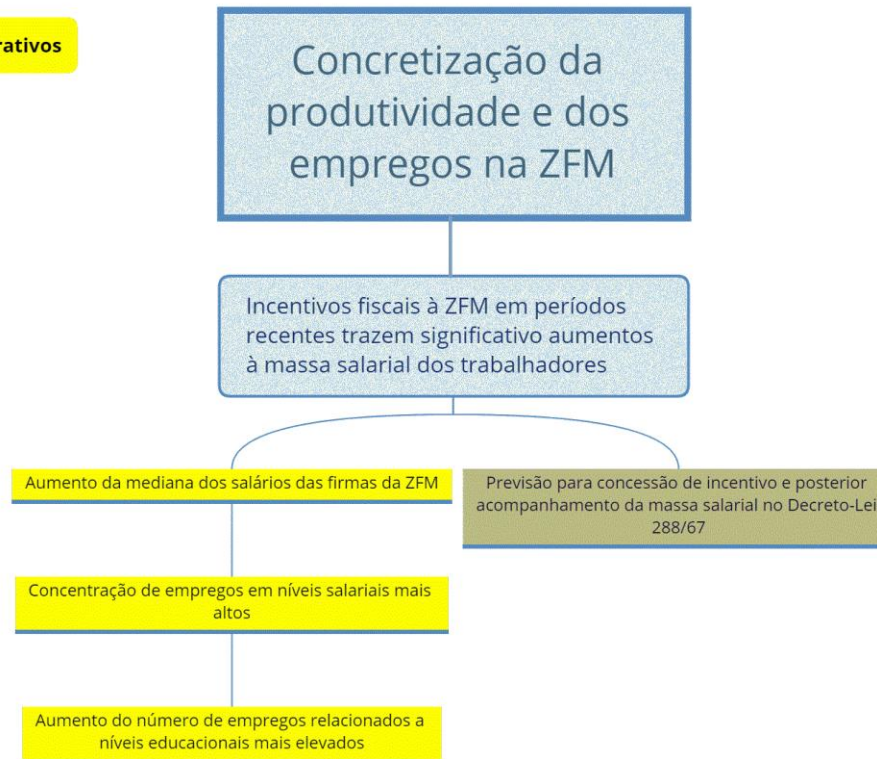 rativos
Concretização da
produtividade e dos
empregos na ZFM
Incentivos fiscais à ZFM em períodos
recentes trazem significativo aumentos
à massa salarial dos trabalhadores
Aumento da mediana dos salários das firmas da ZFM
Previsão para concessão de incentivo e posterior
acompanhamento da massa salarial no Decreto-Lei
288/67
Concentração de empregos em níveis salariais mais
altos
Aumento do número de empregos relacionados a
níveis educacionais mais elevados